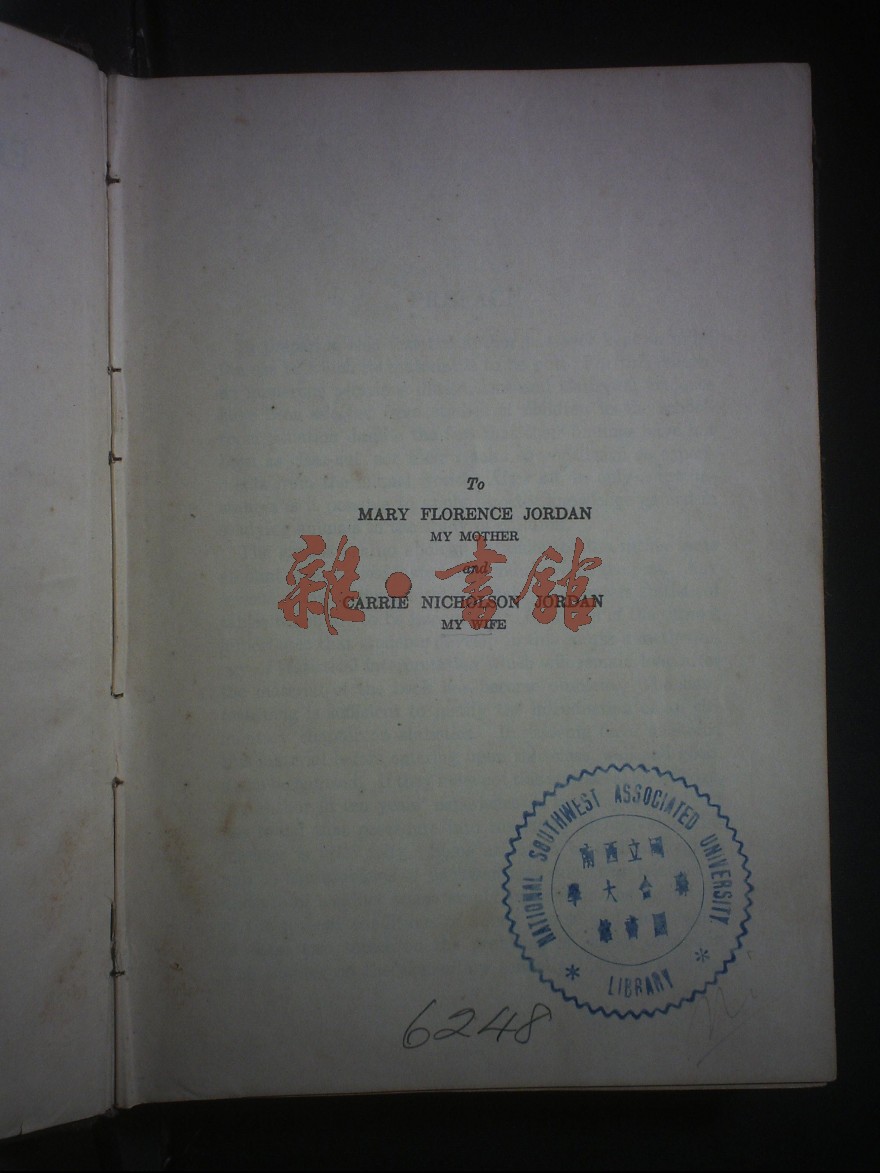 To
MARY FLORENCE JORDAN
MY MOTHER
and
CARRIE NICHOLSON JORDAN
MY WIFE
雜·書館
NATIONAL SOUTHWEST ASSOCIATED UNIVERSITY
國立西南
聯合大學
圖書館
* LIBRARY *
6248